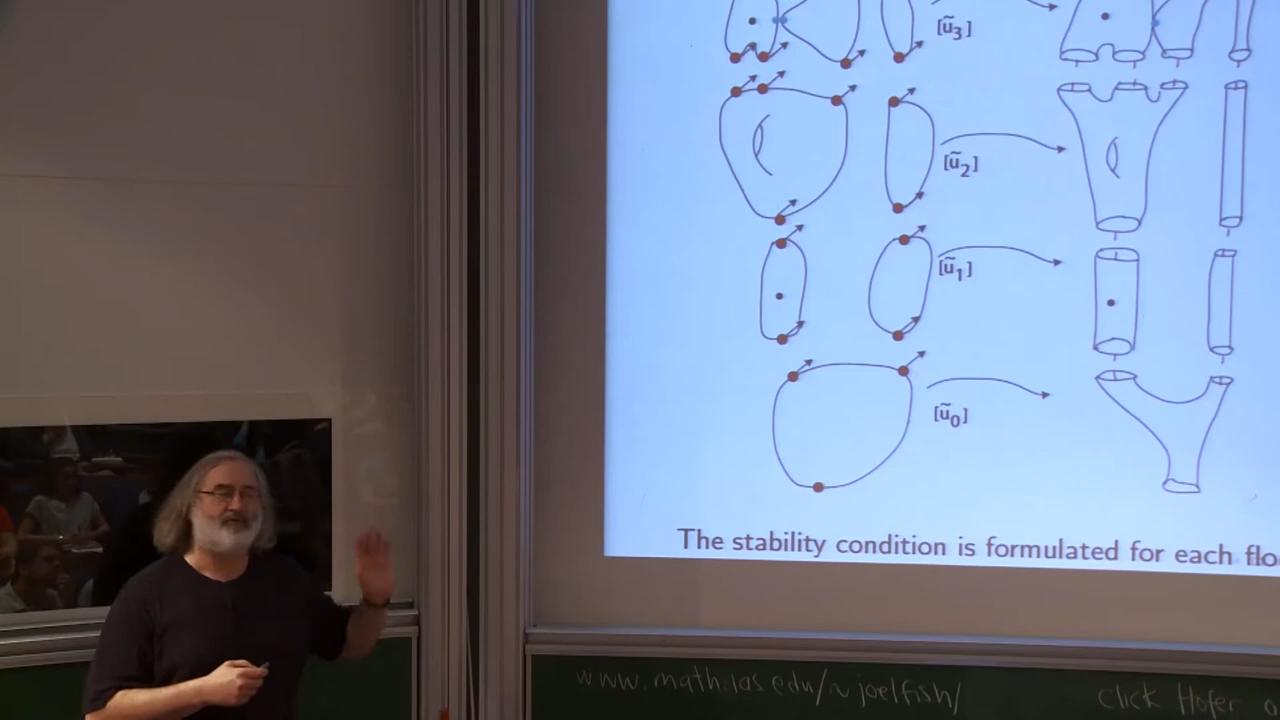 [ũ₃]
[ũ₂]
[ũ₁]
[ũ₀]
The stability condition is formulated for each flo
www.math.ias.edu/~joelfish/
click Hofer o